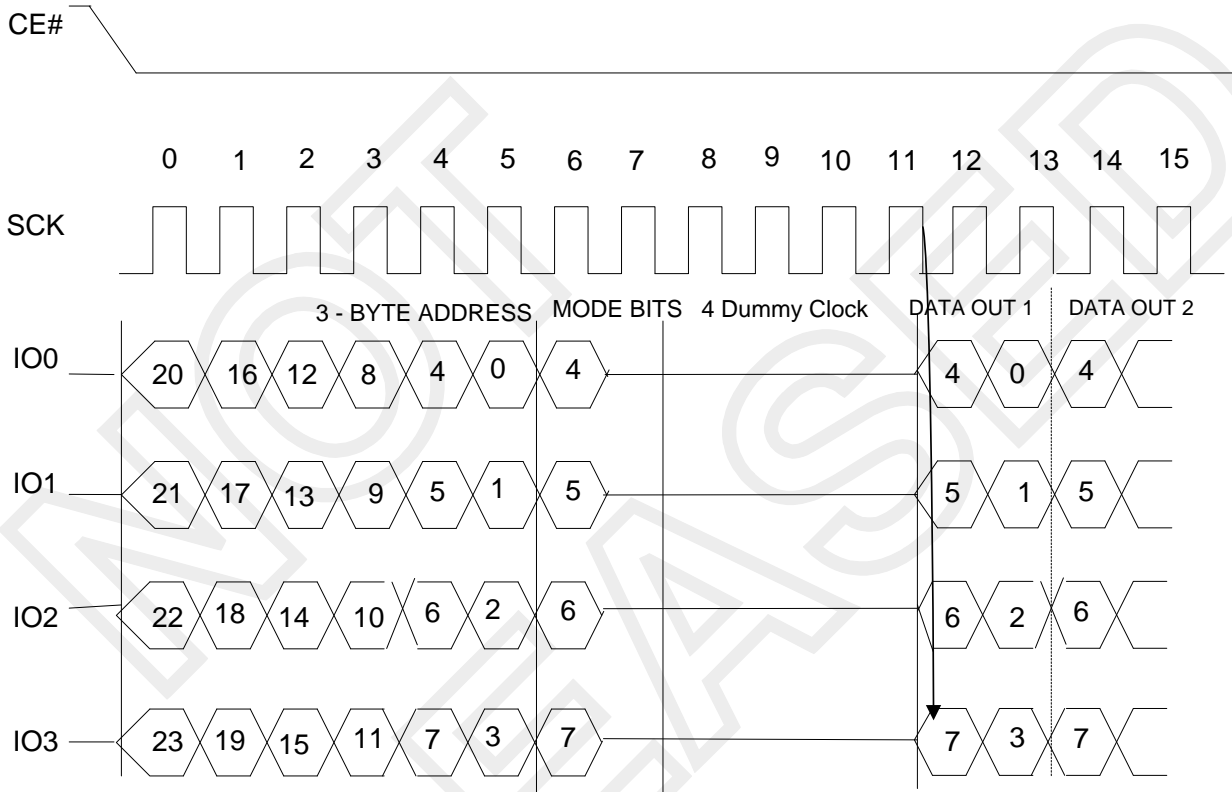 CE#
0 1 2 3 4 5 6 7 8 9 10 11 12 13 14 15
SCK
3 - BYTE ADDRESS MODE BITS 4 Dummy Clock DATA OUT 1 DATA OUT 2
IO0 20 16 12 8 4 0 4 4 0 4
IO1 21 17 13 9 5 1 5 5 1 5
IO2 22 18 14 10 6 2 6 6 2 6
IO3 23 19 15 11 7 3 7 7 3 7
NOT
EASED